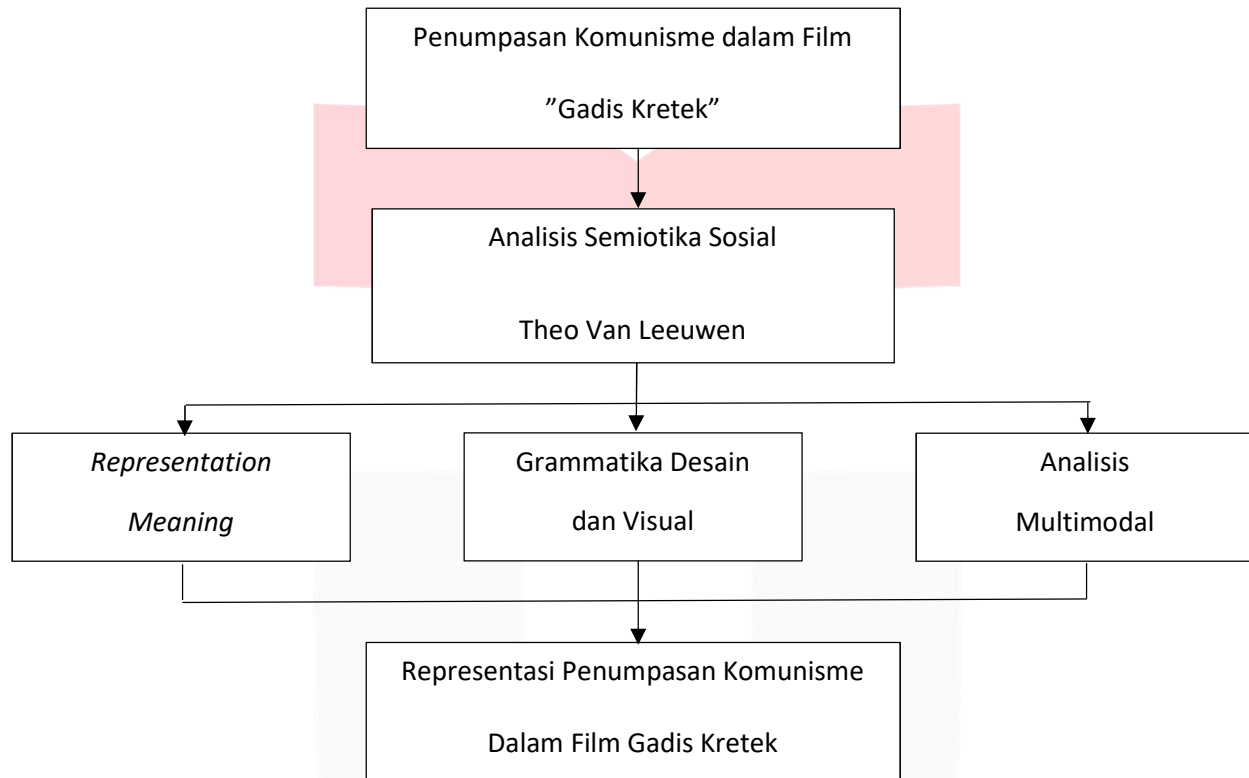 Penumpasan Komunisme dalam Film
”Gadis Kretek”
Analisis Semiotika Sosial
Theo Van Leeuwen
Representation
Meaning
Grammatika Desain
dan Visual
Analisis
Multimodal
Representasi Penumpasan Komunisme
Dalam Film Gadis Kretek